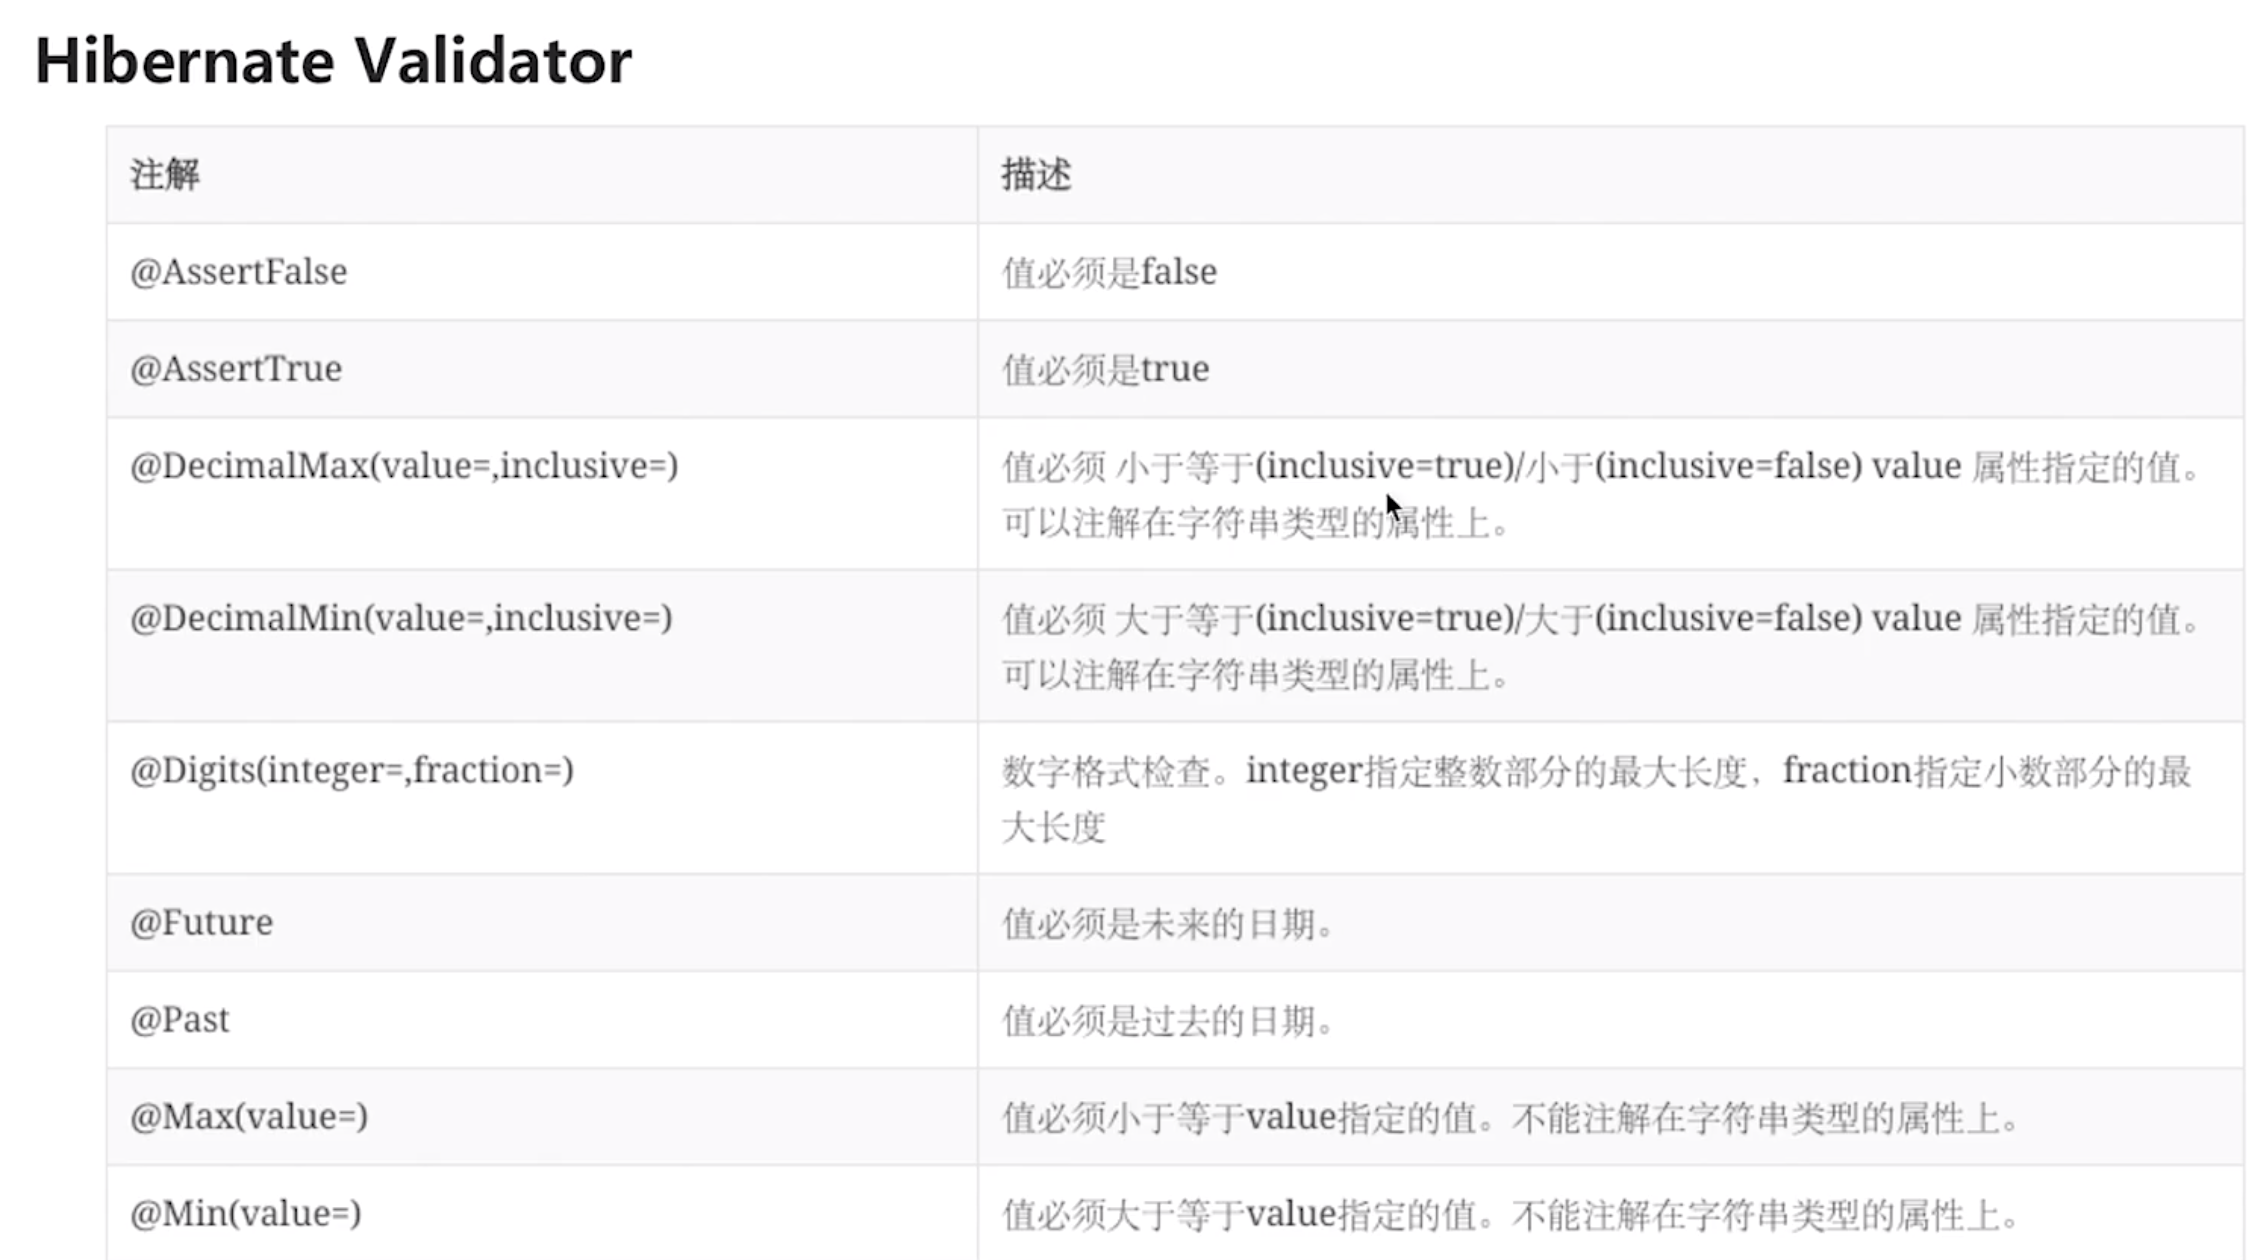 Hibernate Validator
注解 描述
@AssertFalse 值必须是false
@AssertTrue 值必须是true
@DecimalMax(value=,inclusive=) 值必须 小于等于(inclusive=true)/小于(inclusive=false) value 属性指定的值。
可以注解在字符串类型的属性上。
@DecimalMin(value=,inclusive=) 值必须 大于等于(inclusive=true)/大于(inclusive=false) value 属性指定的值。
可以注解在字符串类型的属性上。
@Digits(integer=,fraction=) 数字格式检查。integer指定整数部分的最大长度，fraction指定小数部分的最
大长度
@Future 值必须是未来的日期。
@Past 值必须是过去的日期。
@Max(value=) 值必须小于等于value指定的值。不能注解在字符串类型的属性上。
@Min(value=) 值必须大于等于value指定的值。不能注解在字符串类型的属性上。